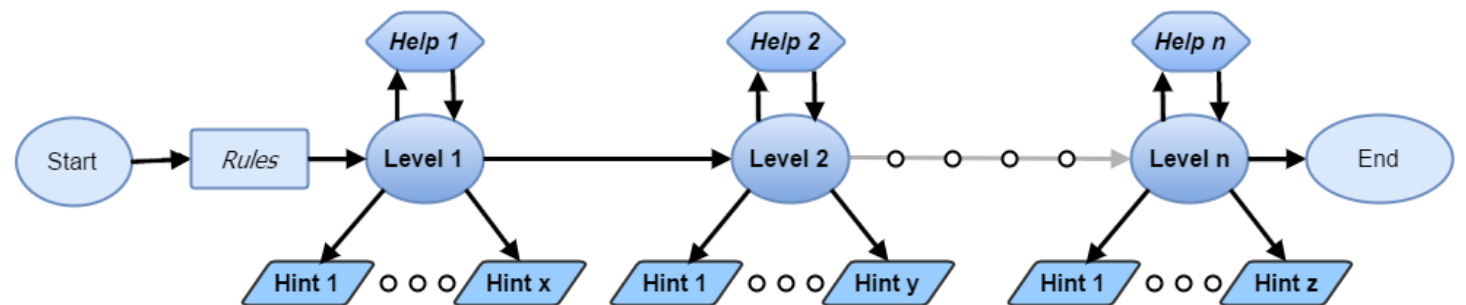 Help 1
Help 2
Help n
Start
Rules
Level 1
Level 2
Level n
End
Hint 1
Hint x
Hint 1
Hint y
Hint 1
Hint z